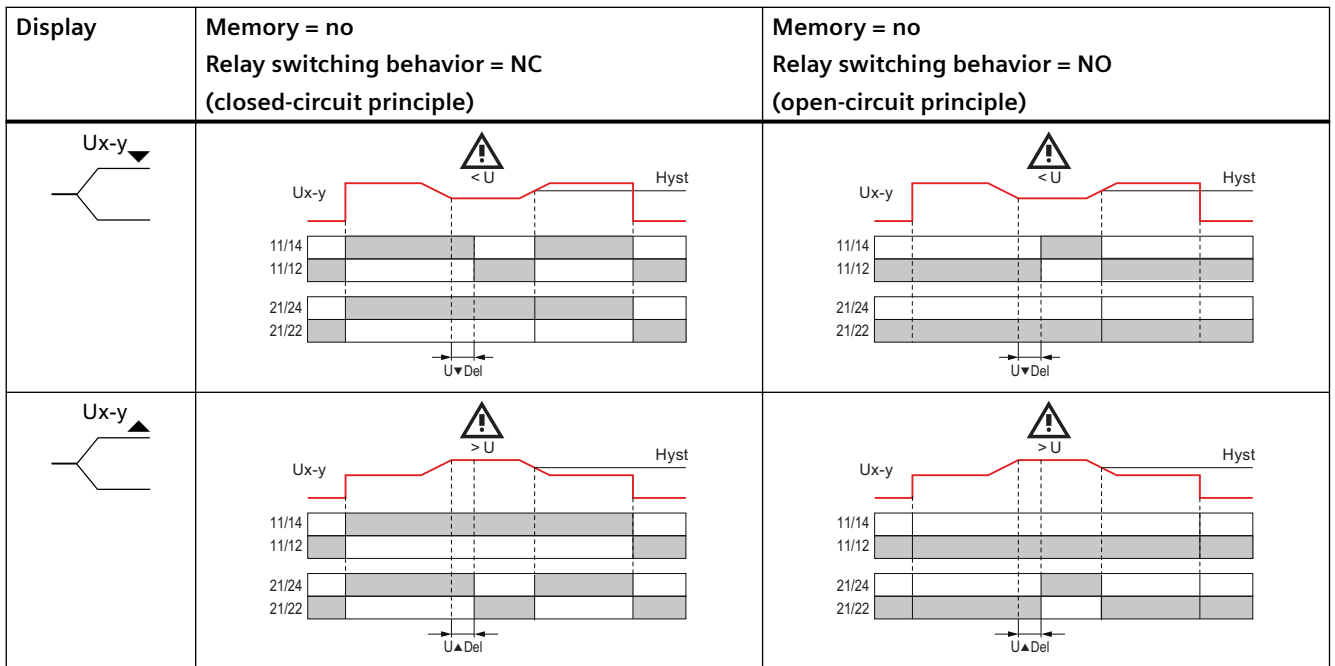 Display
Memory = no
Relay switching behavior = NC
(closed-circuit principle)
Memory = no
Relay switching behavior = NO
(open-circuit principle)
Ux-y
< U
Hyst
Ux-y
11/14
11/12
21/24
21/22
U▼Del
< U
Hyst
Ux-y
11/14
11/12
21/24
21/22
U▼Del
Ux-y
> U
Hyst
Ux-y
11/14
11/12
21/24
21/22
U▲Del
> U
Hyst
Ux-y
11/14
11/12
21/24
21/22
U▲Del